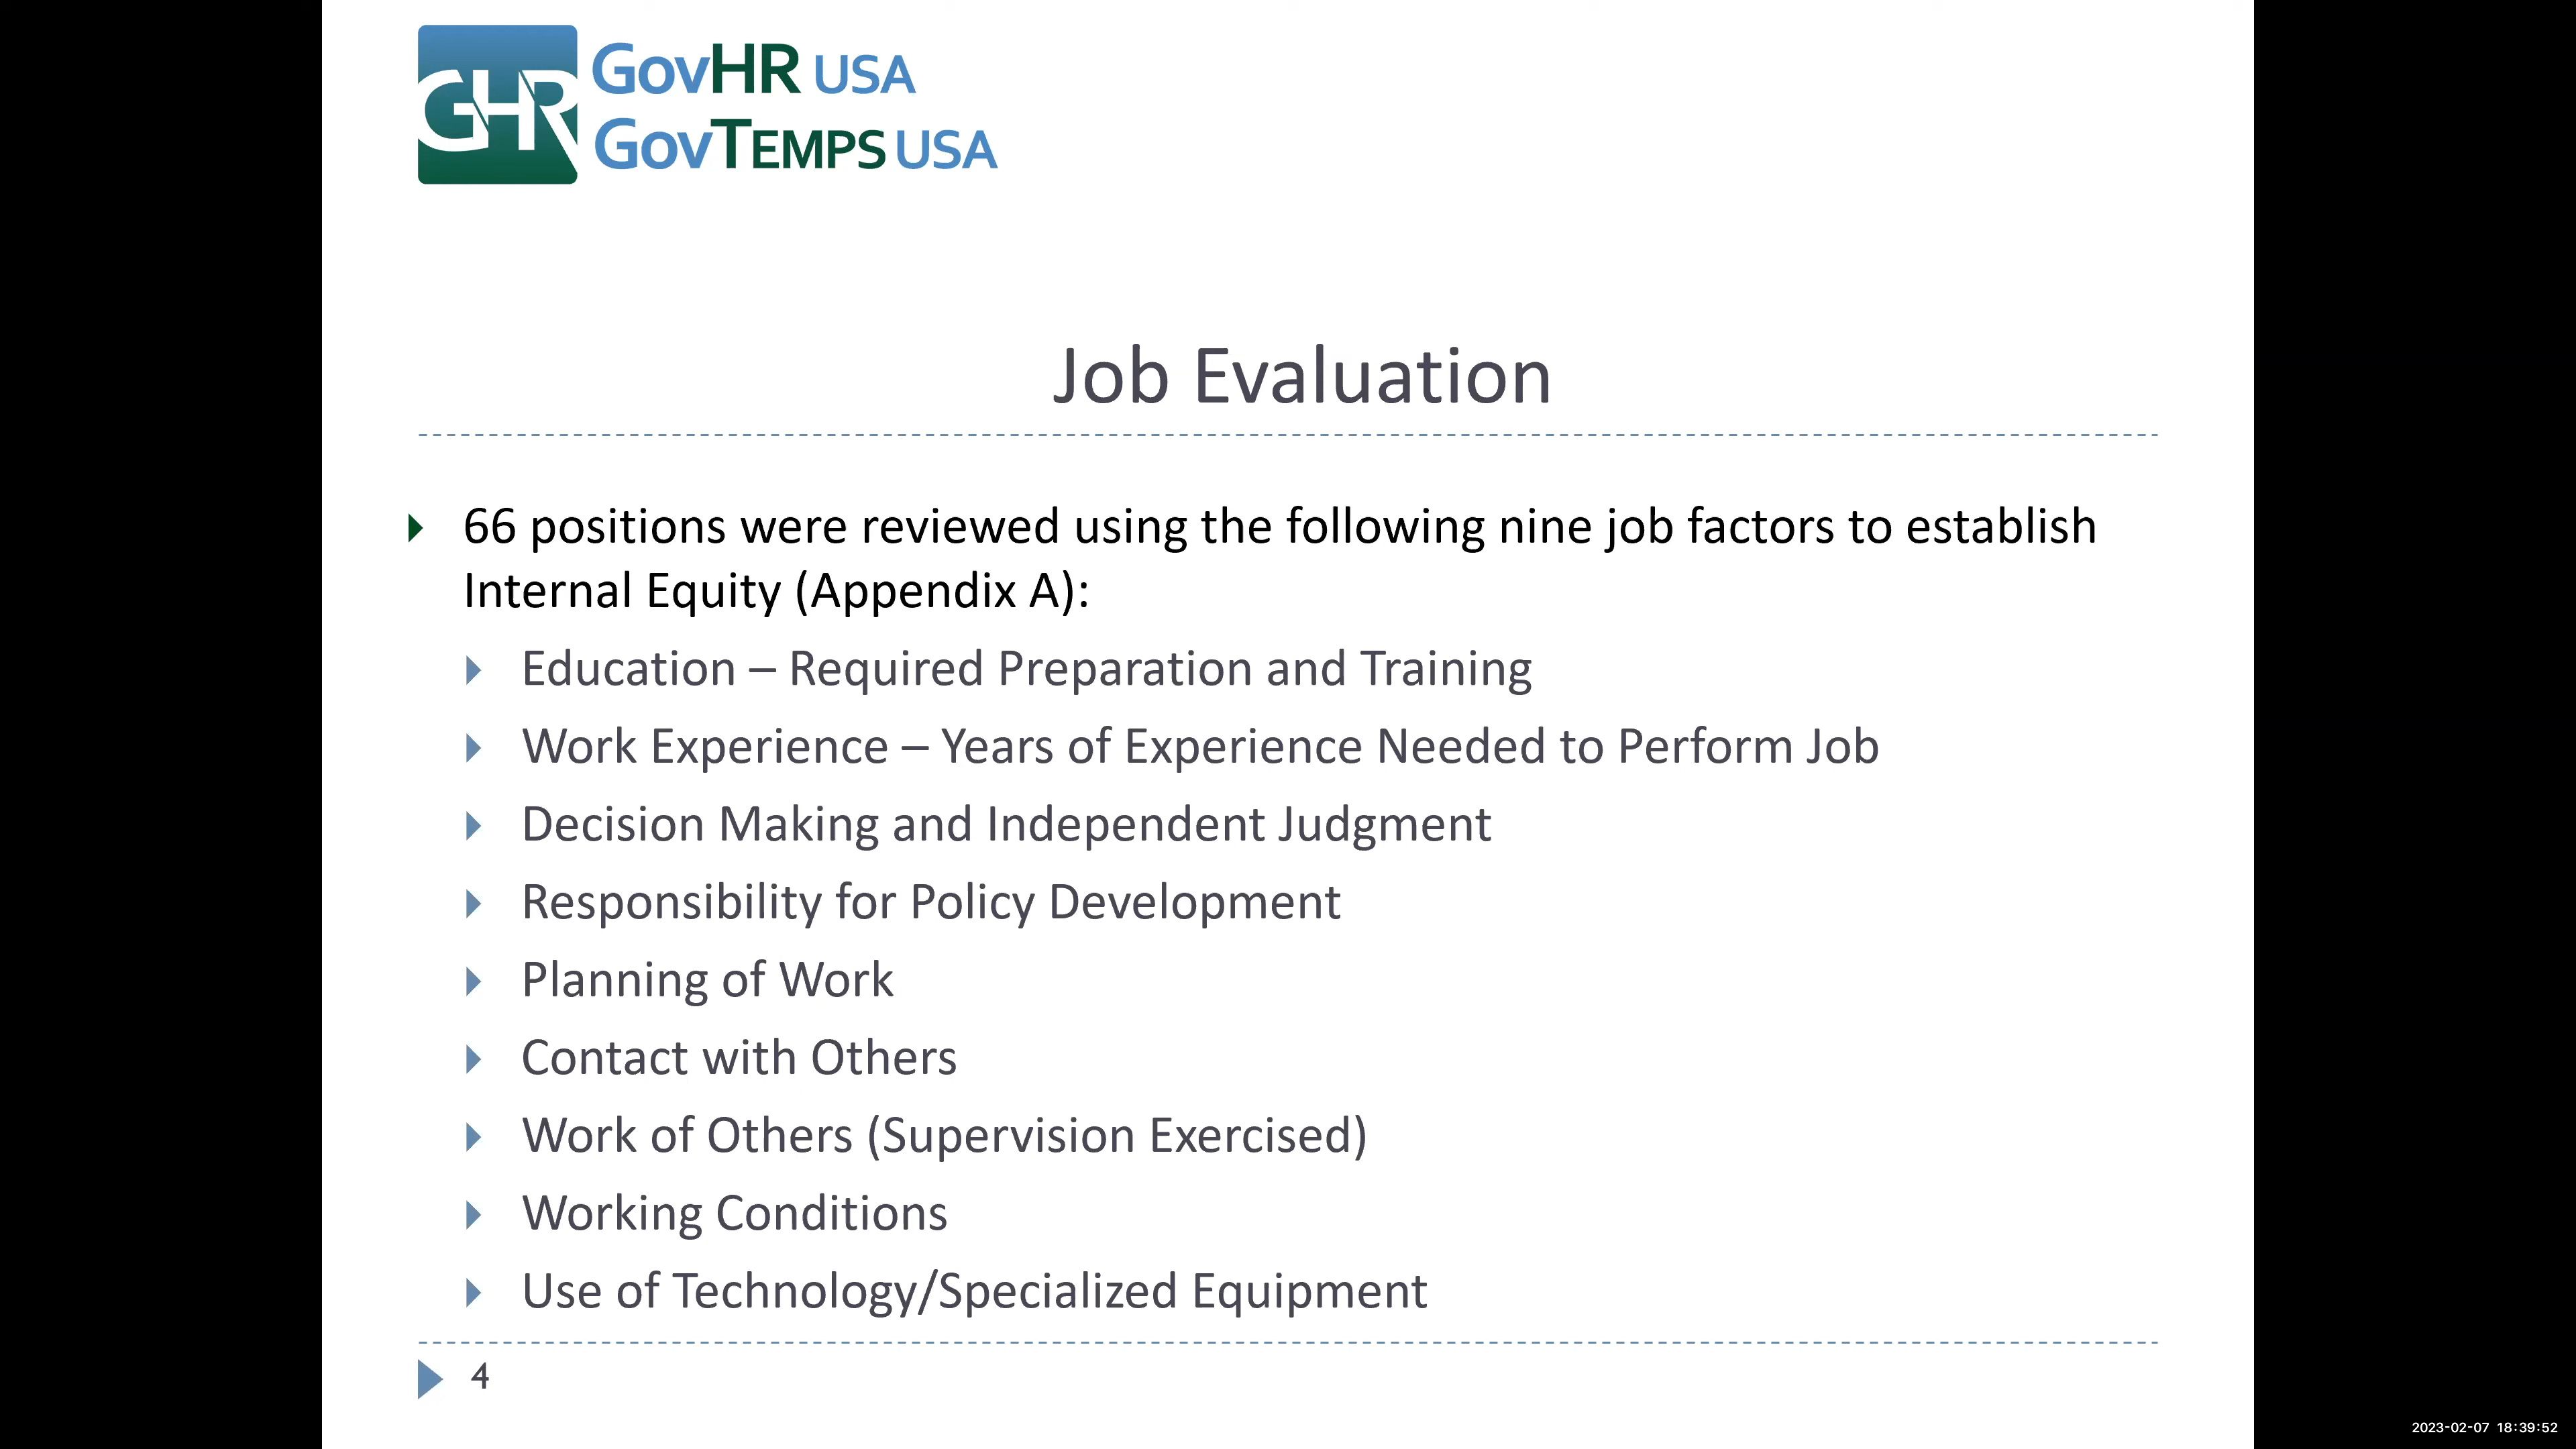 GHR
GovHR USA
GovTEMPS USA
Job Evaluation
66 positions were reviewed using the following nine job factors to establish
Internal Equity (Appendix A):
Education – Required Preparation and Training
Work Experience – Years of Experience Needed to Perform Job
Decision Making and Independent Judgment
Responsibility for Policy Development
Planning of Work
Contact with Others
Work of Others (Supervision Exercised)
Working Conditions
Use of Technology/Specialized Equipment
4
2023-02-07 18:39:52